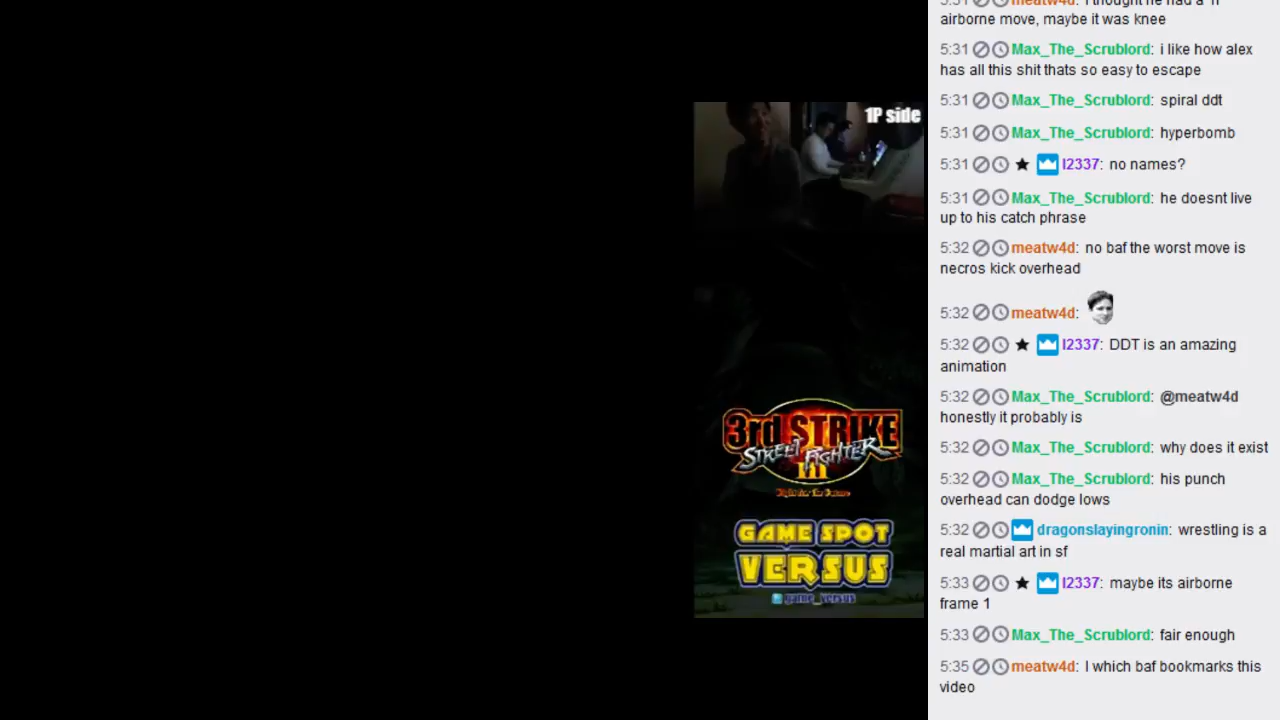 1P side
3rd STRIKE
STREET FIGHTER
III
Fight for the Future
GAME SPOT
VERSUS
game_versus
airborne move, maybe it was knee
5:31 Max_The_Scrublord: i like how alex
has all this shit thats so easy to escape
5:31 Max_The_Scrublord: spiral ddt
5:31 Max_The_Scrublord: hyperbomb
5:31 l2337: no names?
5:31 Max_The_Scrublord: he doesnt live
up to his catch phrase
5:32 meatw4d: no baf the worst move is
necros kick overhead
5:32 meatw4d:
5:32 l2337: DDT is an amazing
animation
5:32 Max_The_Scrublord: @meatw4d
honestly it probably is
5:32 Max_The_Scrublord: why does it exist
5:32 Max_The_Scrublord: his punch
overhead can dodge lows
5:32 dragonslayingronin: wrestling is a
real martial art in sf
5:33 l2337: maybe its airborne
frame 1
5:33 Max_The_Scrublord: fair enough
5:35 meatw4d: I which baf bookmarks this
video